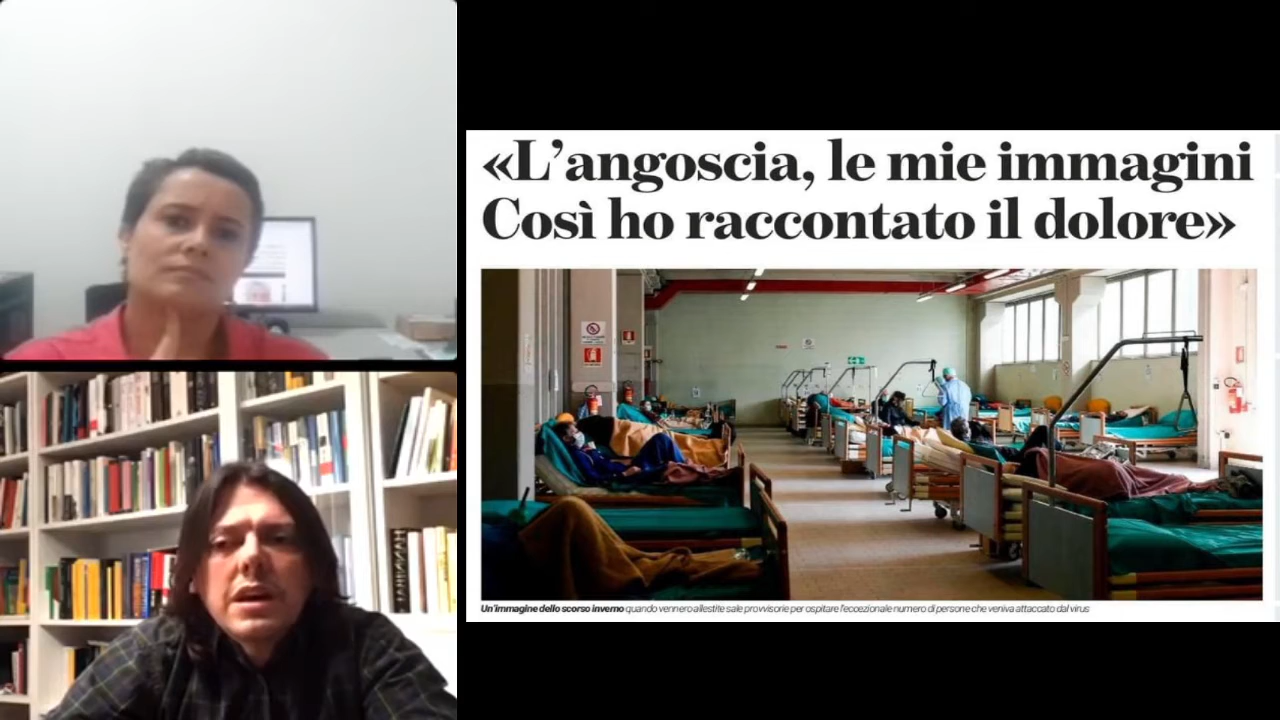 «L'angoscia, le mie immagini
Così ho raccontato il dolore»
Un'immagine dello scorso inverno quando vennero allestite sale provvisorie per ospitare l'eccezionale numero di persone che veniva attaccato dal virus